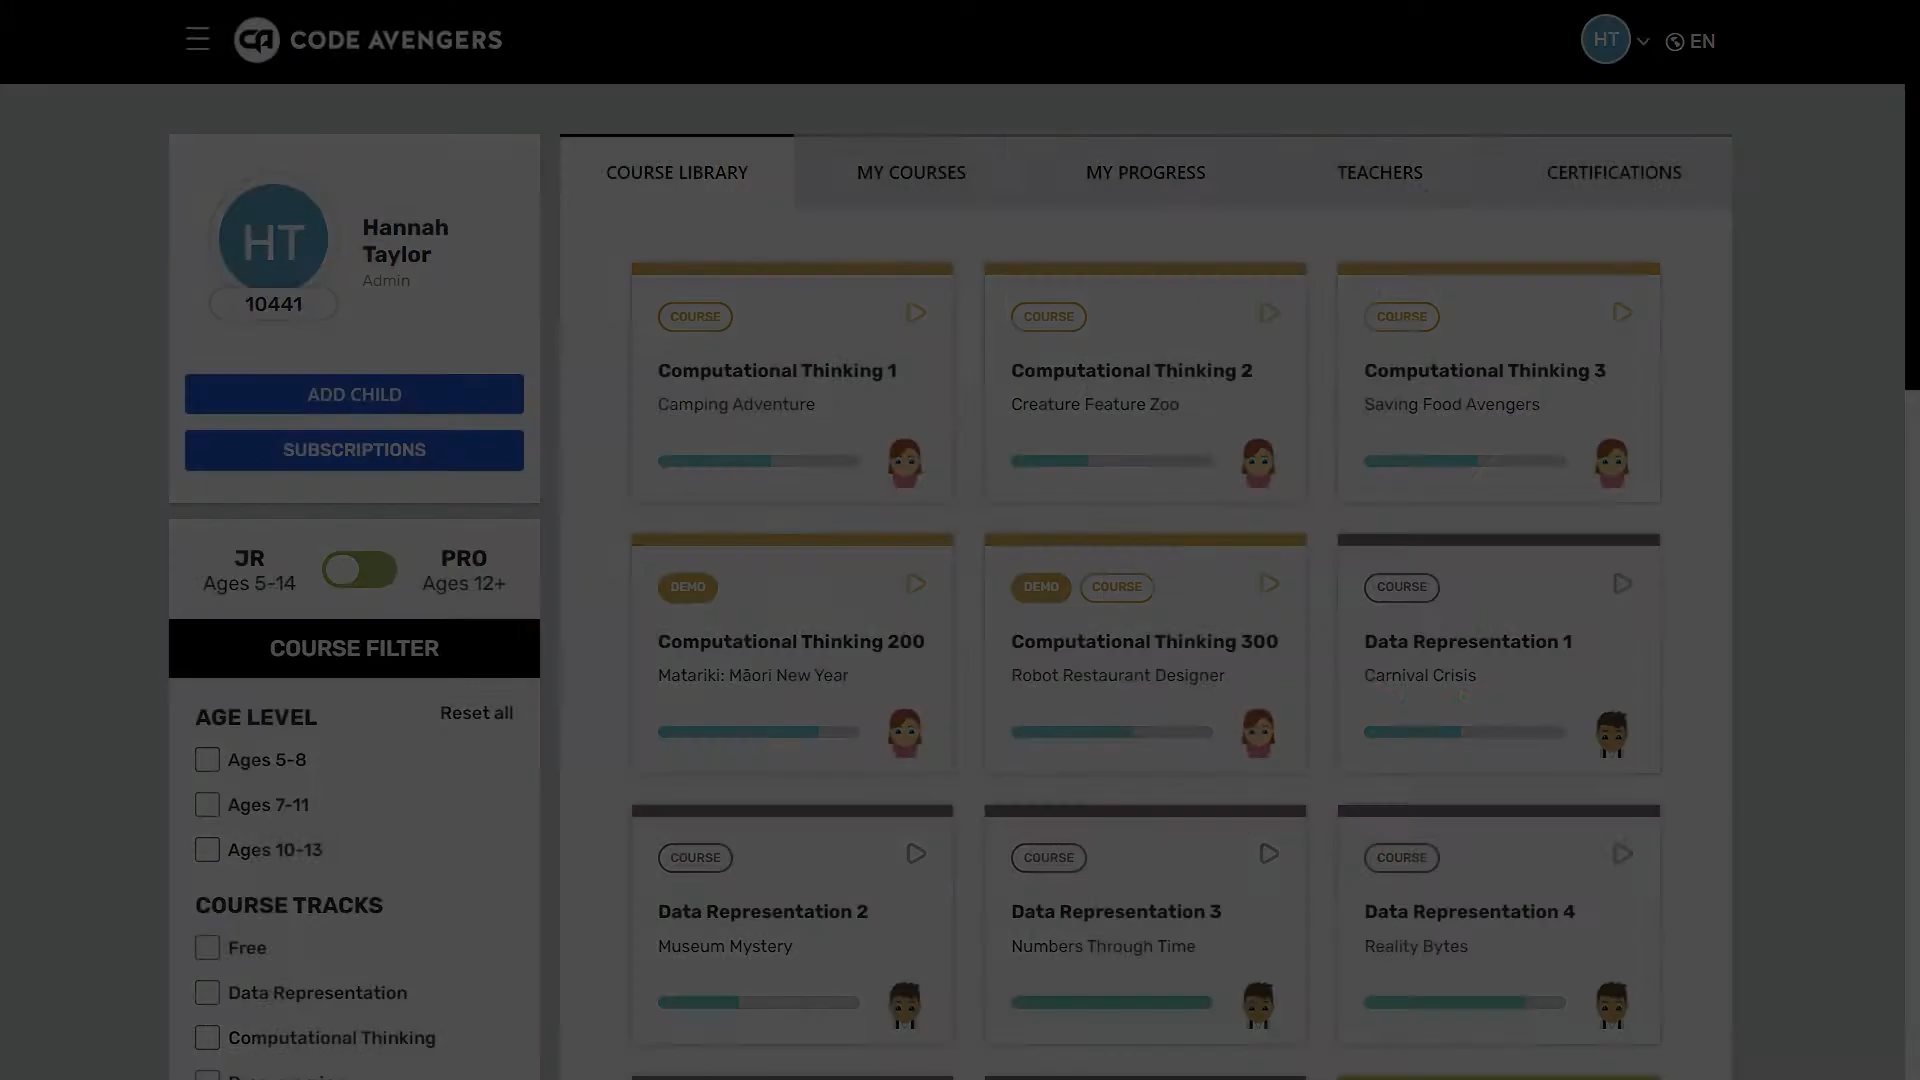 CODE AVENGERS
HT
EN
HT
Hannah
Taylor
Admin
10441
ADD CHILD
SUBSCRIPTIONS
JR
Ages 5-14
PRO
Ages 12+
COURSE FILTER
AGE LEVEL
Reset all
Ages 5-8
Ages 7-11
Ages 10-13
COURSE TRACKS
Free
Data Representation
Computational Thinking
COURSE LIBRARY
MY COURSES
MY PROGRESS
TEACHERS
CERTIFICATIONS
COURSE
Computational Thinking 1
Camping Adventure
COURSE
Computational Thinking 2
Creature Feature Zoo
COURSE
Computational Thinking 3
Saving Food Avengers
DEMO
Computational Thinking 200
Matariki: Māori New Year
DEMO COURSE
Computational Thinking 300
Robot Restaurant Designer
COURSE
Data Representation 1
Carnival Crisis
COURSE
Data Representation 2
Museum Mystery
COURSE
Data Representation 3
Numbers Through Time
COURSE
Data Representation 4
Reality Bytes